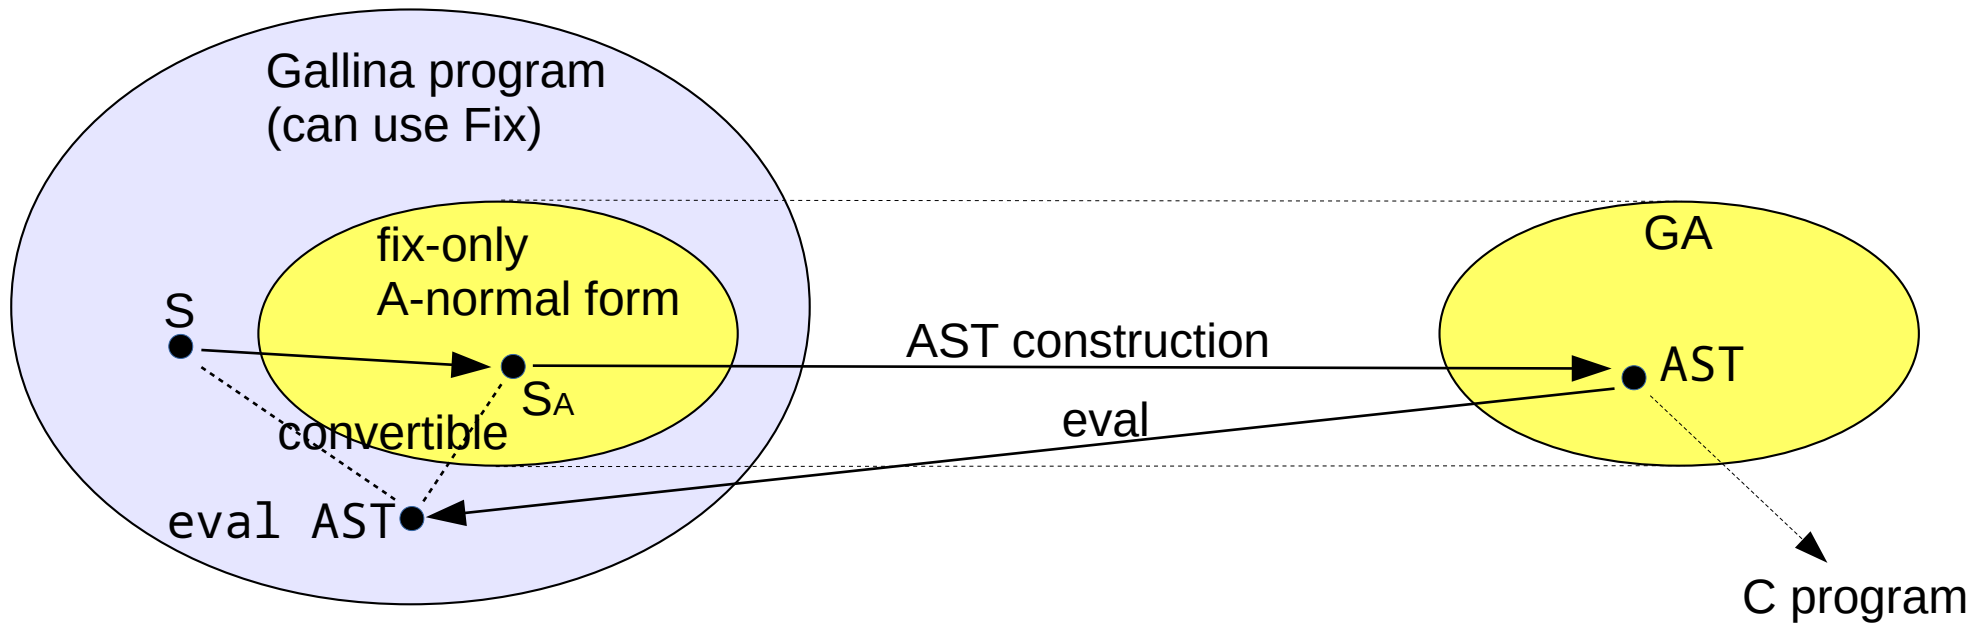 Gallina program
(can use Fix)
fix-only
A-normal form
GA
S
AST construction
AST
SA
eval
convertible
eval AST
C program